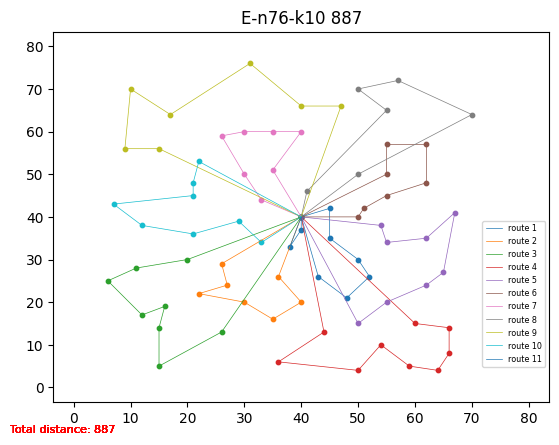 E-n76-k10 887
80
70
60
50
40
30
20
10
0
route 1
route 2
route 3
route 4
route 5
route 6
route 7
route 8
route 9
route 10
route 11
0 10 20 30 40 50 60 70 80
Total distance: 887